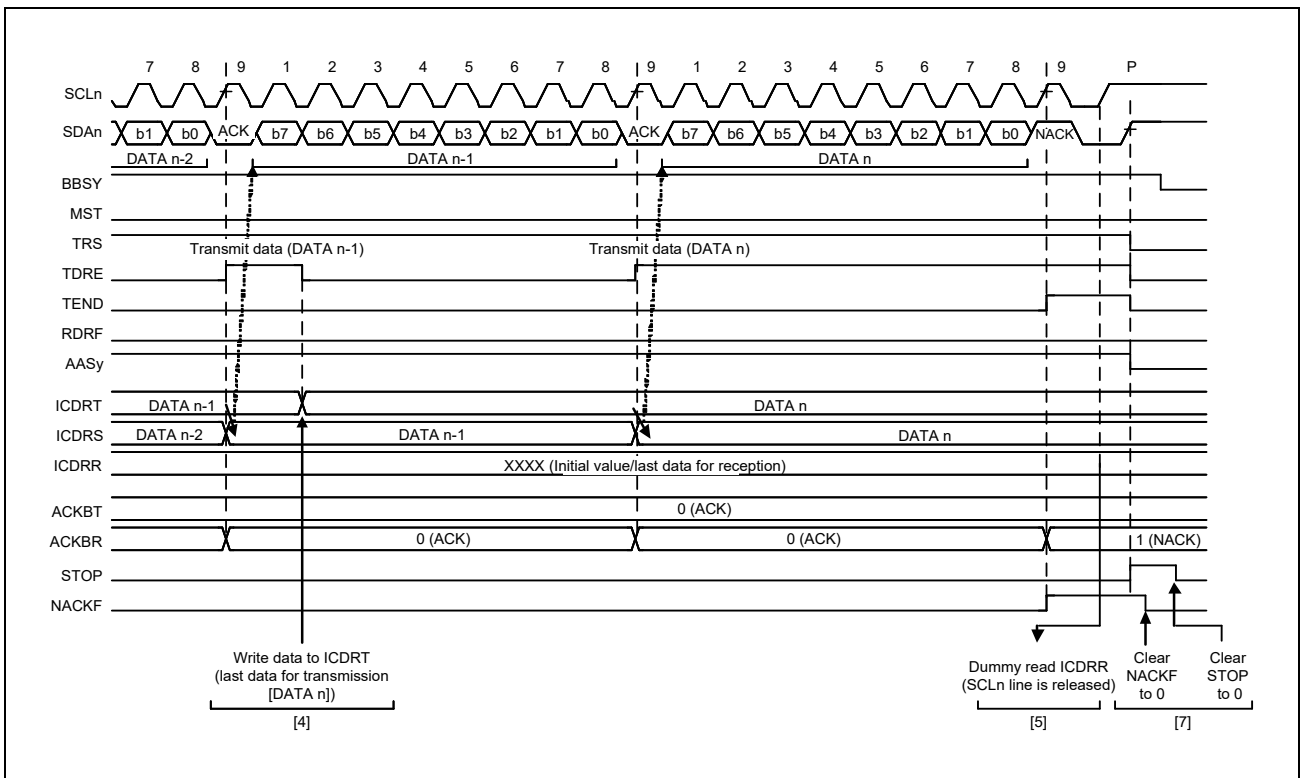 7 8 9 1 2 3 4 5 6 7 8 9 1 2 3 4 5 6 7 8 9 P
SCLn
SDAn b1 b0 ACK b7 b6 b5 b4 b3 b2 b1 b0 ACK b7 b6 b5 b4 b3 b2 b1 b0 NACK
DATA n-2 DATA n-1 DATA n
BBSY
MST
TRS
Transmit data (DATA n-1) Transmit data (DATA n)
TDRE
TEND
RDRF
AASy
ICDRT DATA n-1 DATA n
ICDRS DATA n-2 DATA n-1 DATA n
ICDRR XXXX (Initial value/last data for reception)
ACKBT 0 (ACK)
ACKBR 0 (ACK) 0 (ACK) 1 (NACK)
STOP
NACKF
Write data to ICDRT
(last data for transmission
[DATA n])
[4]
Dummy read ICDRR
(SCLn line is released)
[5]
Clear
NACKF
to 0
Clear
STOP
to 0
[7]